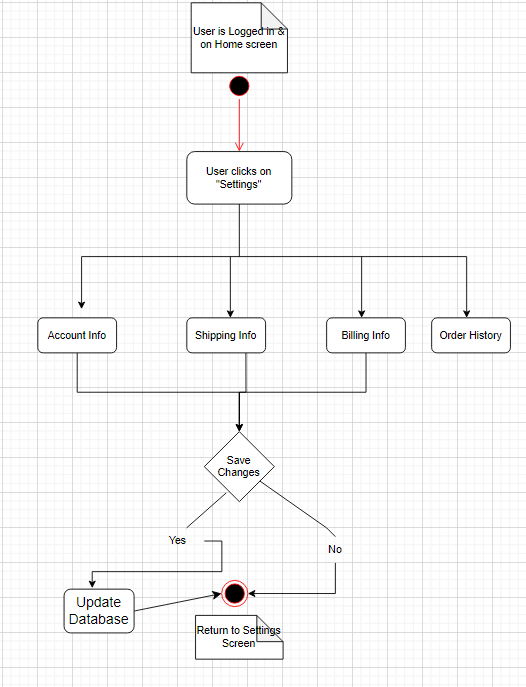 User is Logged in &
on Home screen
User clicks on
"Settings"
Account Info
Shipping Info
Billing Info
Order History
Save
Changes
Yes
No
Update
Database
Return to Settings
Screen